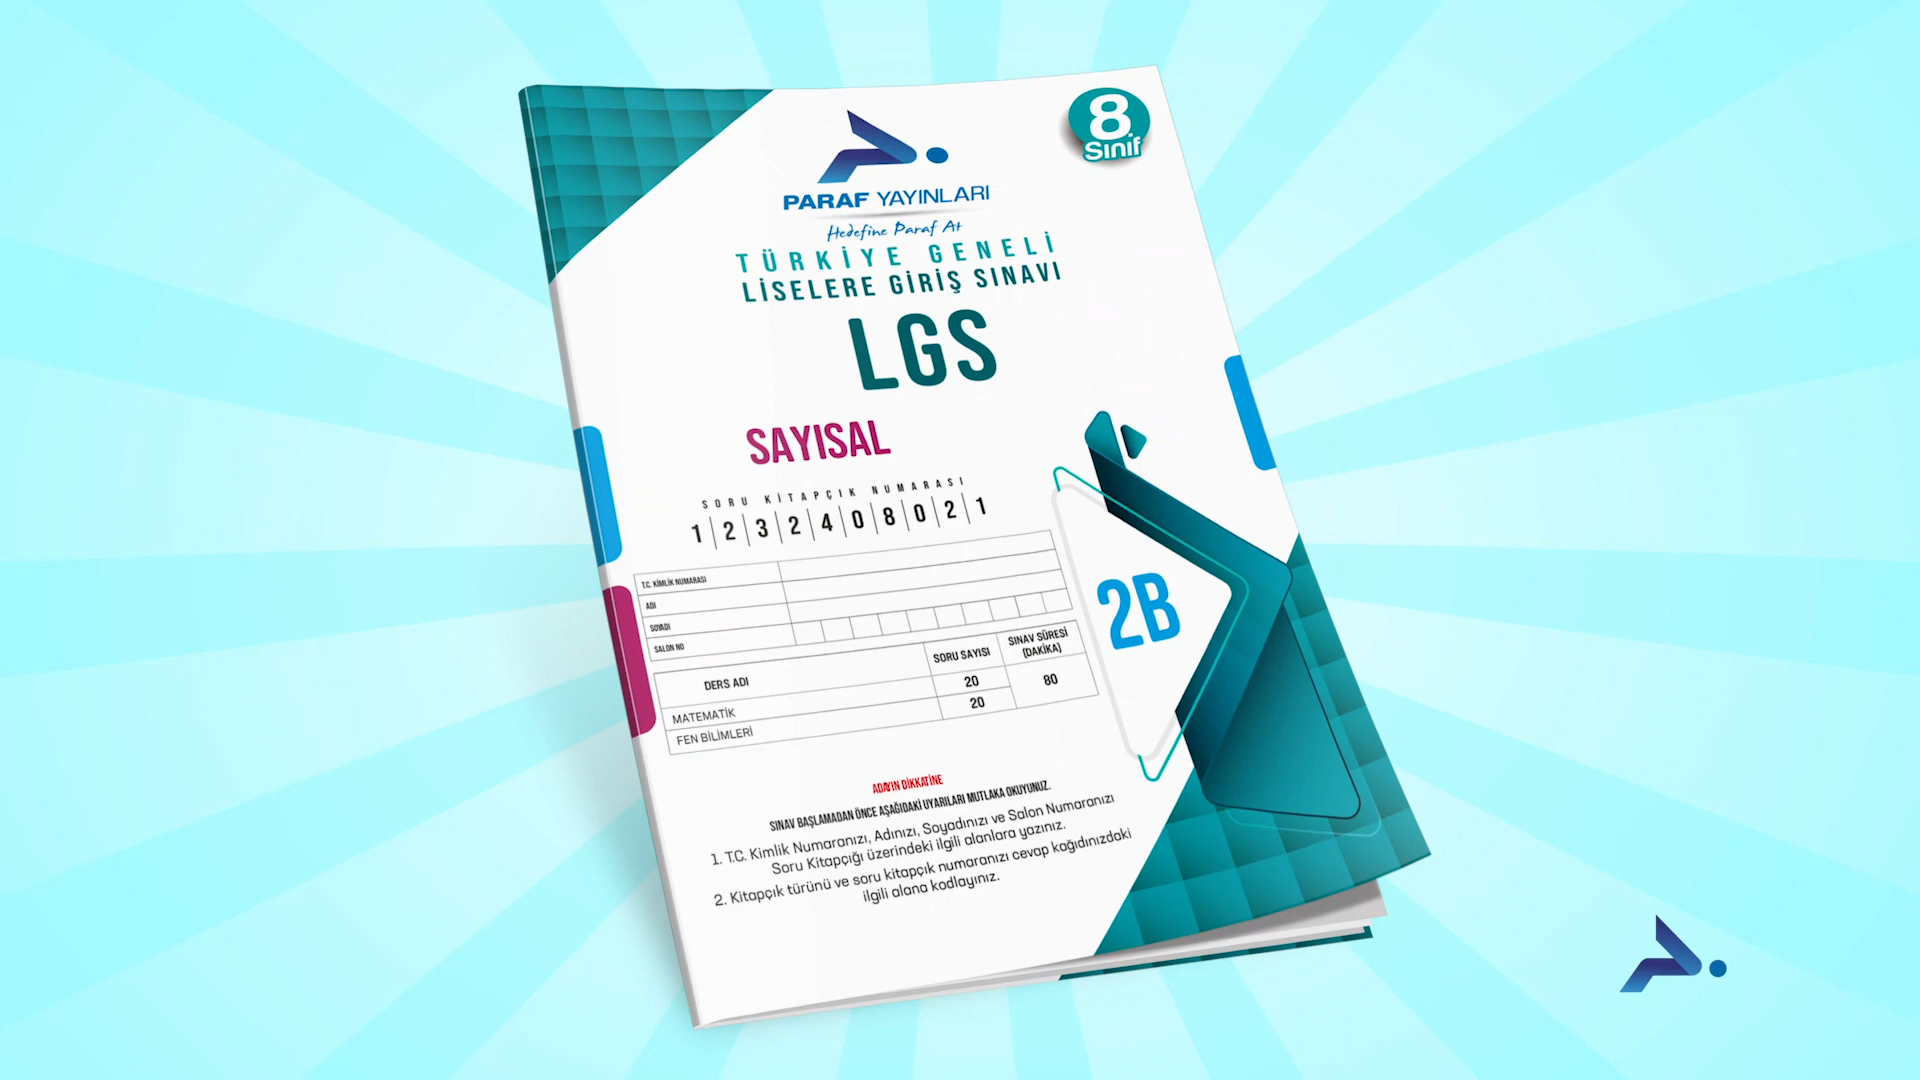 8.
Sınıf
PARAF YAYINLARI
Hedefine Paraf At
TÜRKİYE GENELİ
LİSELERE GİRİŞ SINAVI
LGS
SAYISAL
SORU KİTAPÇIK NUMARASI
1 2 3 2 4 0 8 0 2 1
T.C. KİMLİK NUMARASI
ADI
SOYADI
SALON NO
2B
DERS ADI SORU SAYISI SINAV SÜRESİ (DAKİKA)
MATEMATİK 20 80
FEN BİLİMLERİ 20
ADAYIN DİKKATİNE
SINAV BAŞLAMADAN ÖNCE AŞAĞIDAKİ UYARILARI MUTLAKA OKUYUNUZ.
1. T.C. Kimlik Numaranızı, Adınızı, Soyadınızı ve Salon Numaranızı
Soru Kitapçığı üzerindeki ilgili alanlara yazınız.
2. Kitapçık türünü ve soru kitapçık numaranızı cevap kağıdınızdaki
ilgili alana kodlayınız.